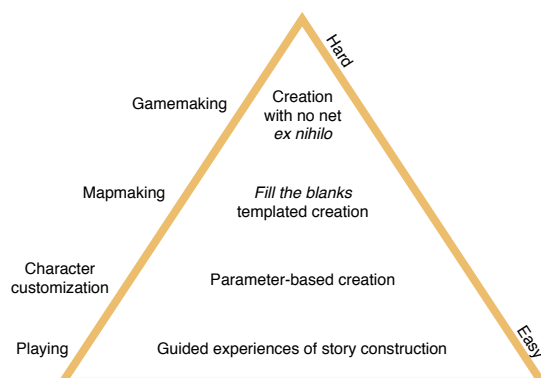 Hard
Gamemaking
Creation
with no net
ex nihilo
Mapmaking
Fill the blanks
templated creation
Character
customization
Parameter-based creation
Easy
Playing
Guided experiences of story construction